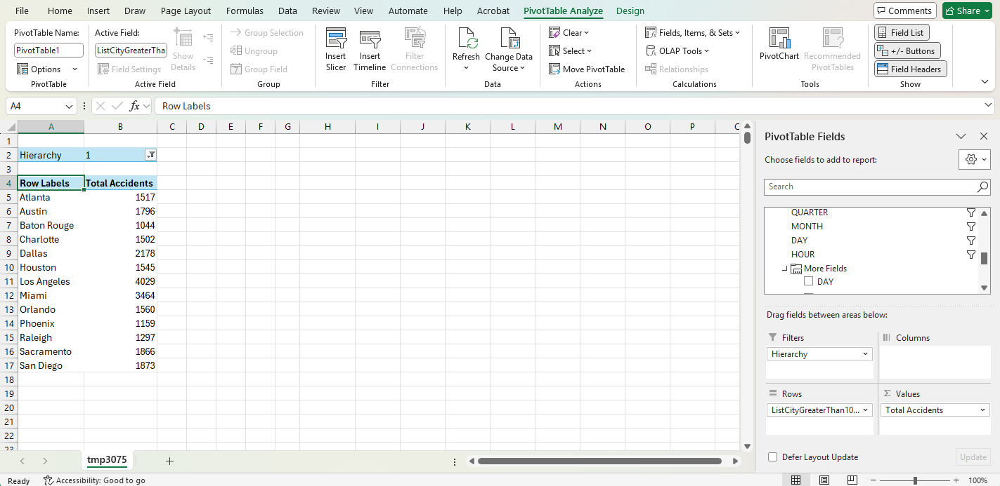 File Home Insert Draw Page Layout Formulas Data Review View Automate Help Acrobat PivotTable Analyze Design Comments Share
PivotTable Name:
PivotTable1
Options
PivotTable
Active Field:
ListCityGreaterTha
Field Settings
Show Details
Active Field
Group Selection
Ungroup
Group Field
Group
Insert Slicer
Insert Timeline
Filter Connections
Filter
Refresh
Change Data Source
Data
Clear
Select
Move PivotTable
Actions
Fields, Items, & Sets
OLAP Tools
Relationships
Calculations
PivotChart
Recommended PivotTables
Tools
Field List
+/- Buttons
Field Headers
Show
A4 fx Row Labels
A B C D E F G H I J K L M N O P
1
2 Hierarchy 1
3
4 Row Labels Total Accidents
5 Atlanta 1517
6 Austin 1796
7 Baton Rouge 1044
8 Charlotte 1502
9 Dallas 2178
10 Houston 1545
11 Los Angeles 4029
12 Miami 3464
13 Orlando 1560
14 Phoenix 1159
15 Raleigh 1297
16 Sacramento 1866
17 San Diego 1873
18
19
20
21
22
23
PivotTable Fields
Choose fields to add to report:
Search
QUARTER
MONTH
DAY
HOUR
More Fields
DAY
Drag fields between areas below:
Filters
Hierarchy
Columns
Rows
ListCityGreaterThan10...
Σ Values
Total Accidents
Defer Layout Update Update
tmp3075
Ready Accessibility: Good to go 100%